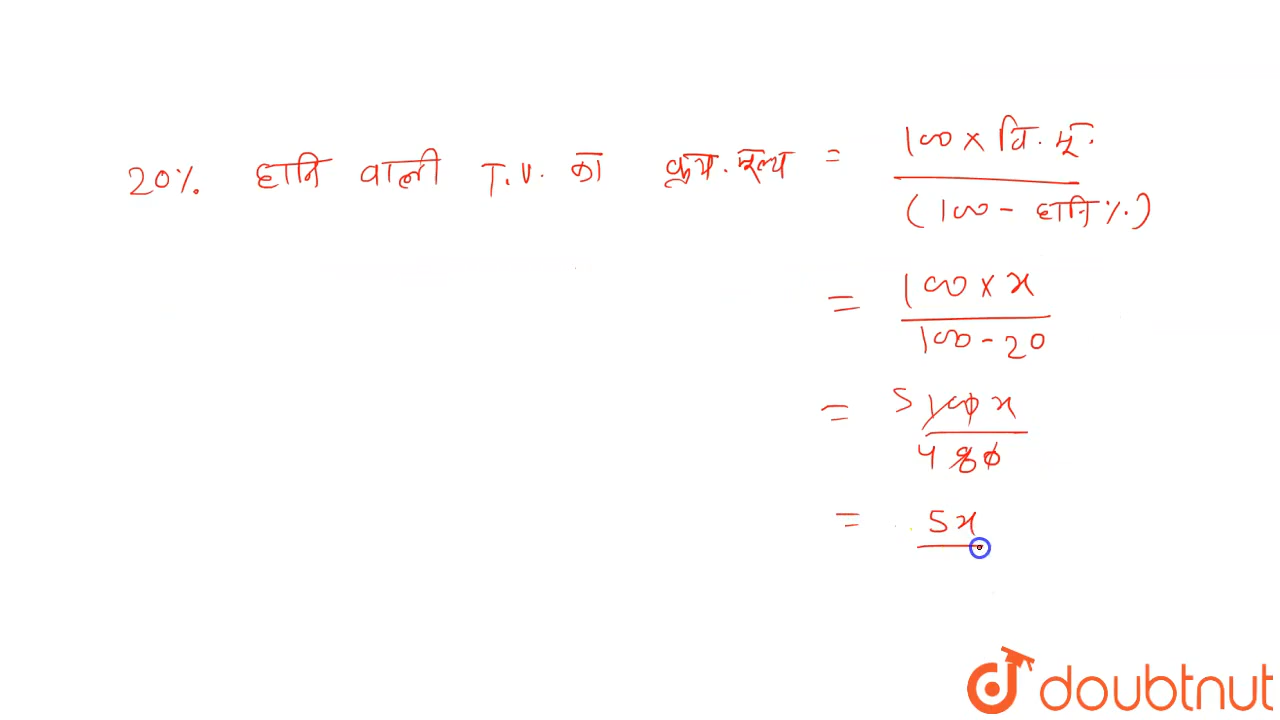 20% हानि वाली T.V. का क्रय. मूल्य = 100 × वि. मू. / (100 - हानि %.)
= 100 × x / 100 - 20
= 5 100 x / 4 80
= 5x
doubtnut